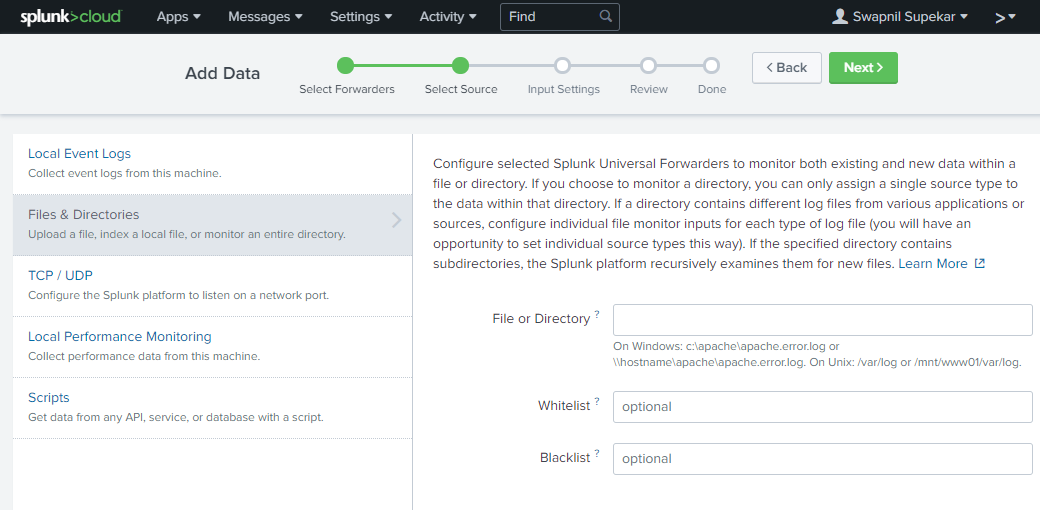 splunk>cloud Apps Messages Settings Activity Find Swapnil Supekar >
Add Data
Select Forwarders Select Source Input Settings Review Done
< Back Next >
Local Event Logs
Collect event logs from this machine.
Files & Directories
Upload a file, index a local file, or monitor an entire directory.
TCP / UDP
Configure the Splunk platform to listen on a network port.
Local Performance Monitoring
Collect performance data from this machine.
Scripts
Get data from any API, service, or database with a script.
Configure selected Splunk Universal Forwarders to monitor both existing and new data within a
file or directory. If you choose to monitor a directory, you can only assign a single source type to
the data within that directory. If a directory contains different log files from various applications or
sources, configure individual file monitor inputs for each type of log file (you will have an
opportunity to set individual source types this way). If the specified directory contains
subdirectories, the Splunk platform recursively examines them for new files. Learn More
File or Directory ?
On Windows: c:\apache\apache.error.log or
\\hostname\apache\apache.error.log. On Unix: /var/log or /mnt/www01/var/log.
Whitelist ? optional
Blacklist ? optional